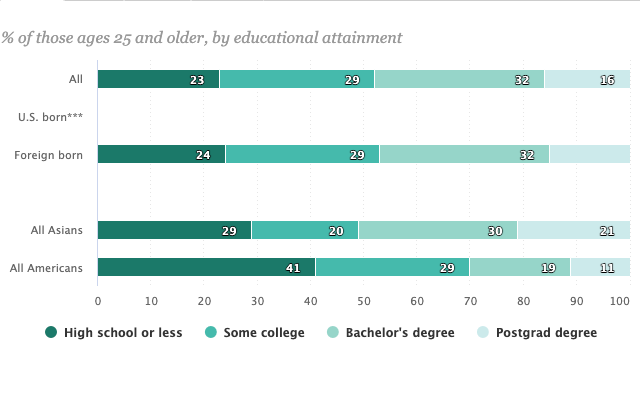 % of those ages 25 and older, by educational attainment
All 23 29 32 16
U.S. born***
Foreign born 24 29 32
All Asians 29 20 30 21
All Americans 41 29 19 11
0 10 20 30 40 50 60 70 80 90 100
High school or less Some college Bachelor's degree Postgrad degree